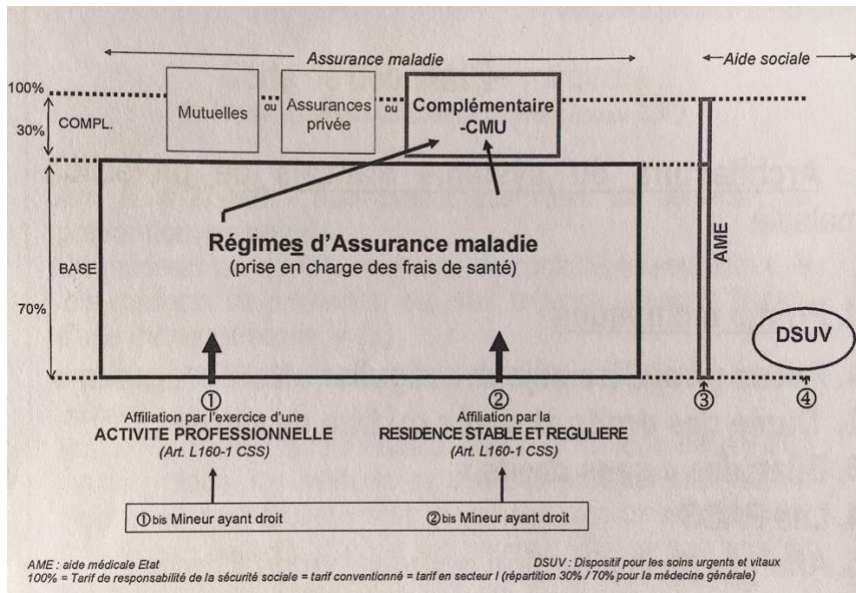 Assurance maladie
Aide sociale
100%
30%
COMPL.
Mutuelles
ou
Assurances
privée
ou
Complémentaire
-CMU
Régimes d'Assurance maladie
(prise en charge des frais de santé)
BASE
70%
AME
DSUV
①
②
③
④
Affiliation par l'exercice d'une
ACTIVITE PROFESSIONNELLE
(Art. L160-1 CSS)
Affiliation par la
RESIDENCE STABLE ET REGULIERE
(Art. L160-1 CSS)
①bis Mineur ayant droit
②bis Mineur ayant droit
AME : aide médicale Etat
DSUV : Dispositif pour les soins urgents et vitaux
100% = Tarif de responsabilité de la sécurité sociale = tarif conventionné = tarif en secteur I (répartition 30% / 70% pour la médecine générale)